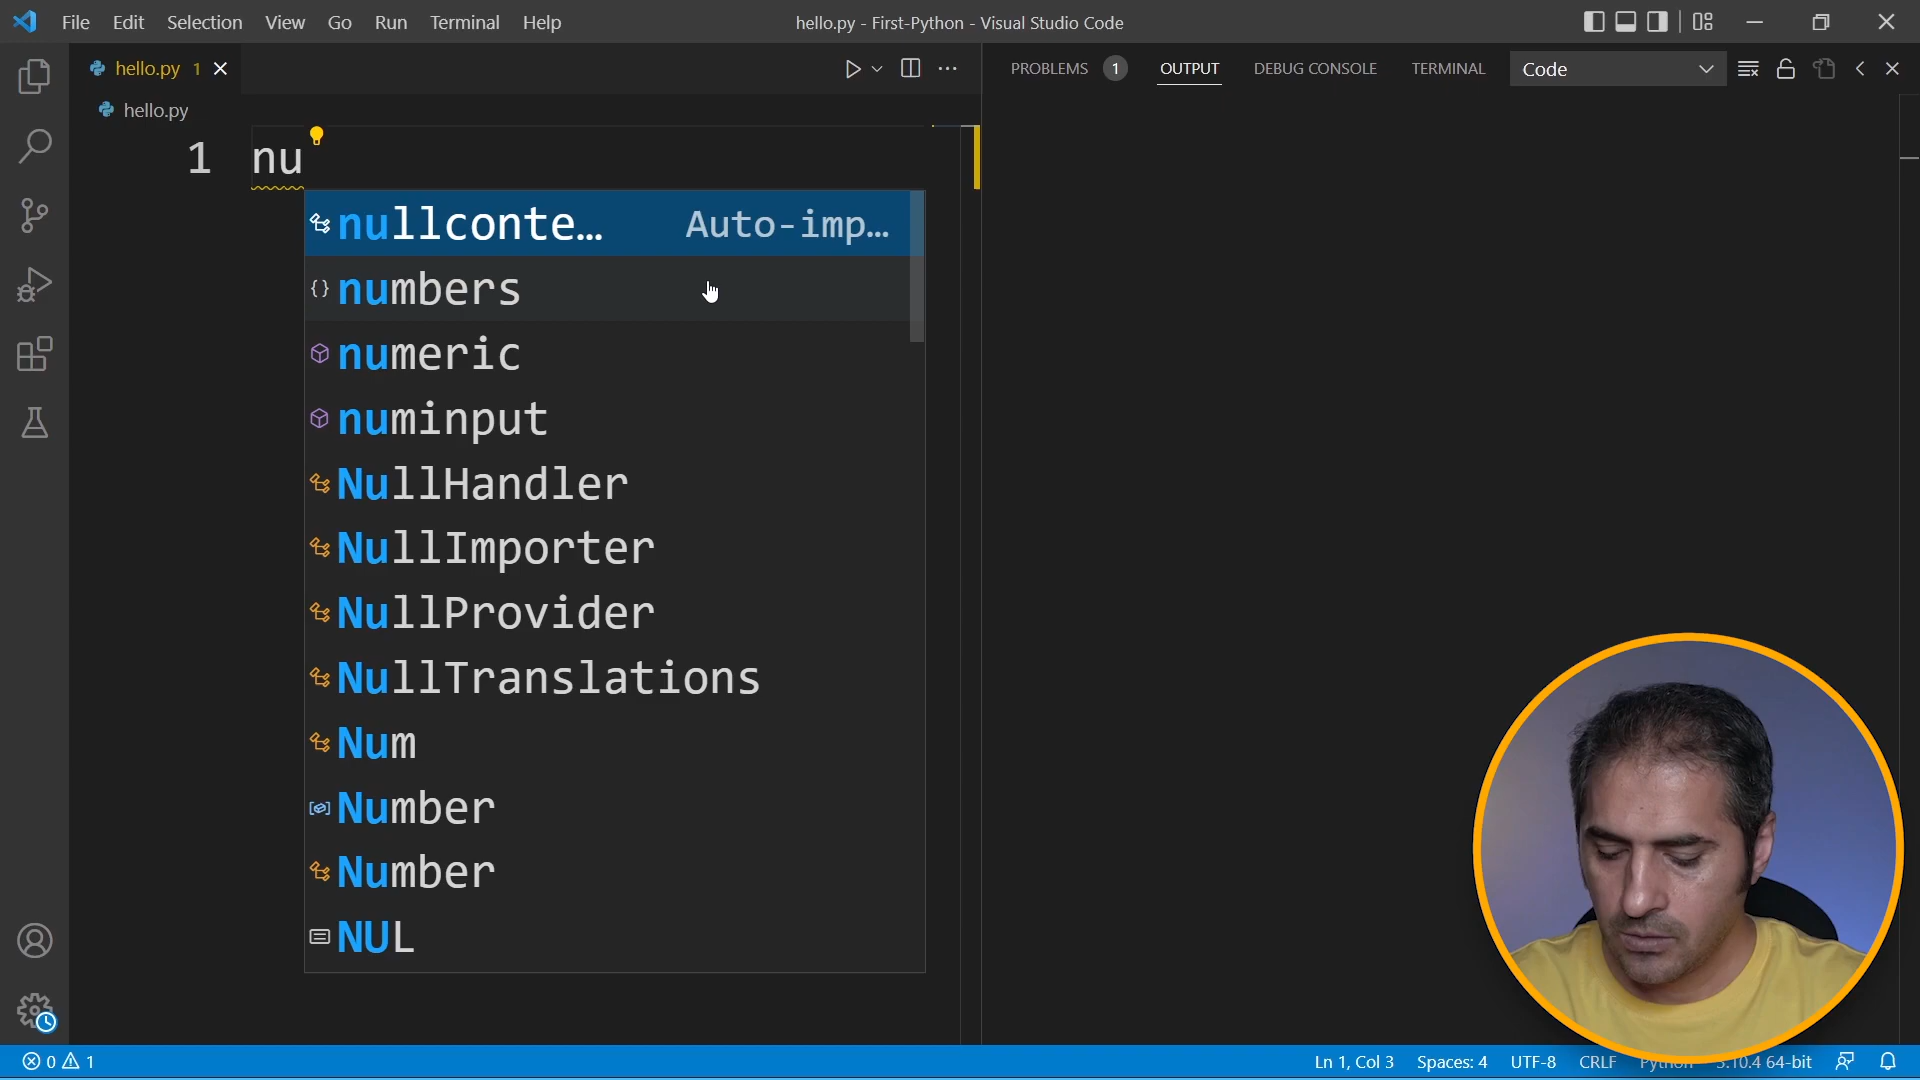 File Edit Selection View Go Run Terminal Help
hello.py - First-Python - Visual Studio Code
hello.py 1
PROBLEMS 1 OUTPUT DEBUG CONSOLE TERMINAL Code
hello.py
1 nu
nullconte… Auto-imp…
numbers
numeric
numinput
NullHandler
NullImporter
NullProvider
NullTranslations
Num
Number
Number
NUL
0 1
Ln 1, Col 3 Spaces: 4 UTF-8 CRLF Python 3.10.4 64-bit